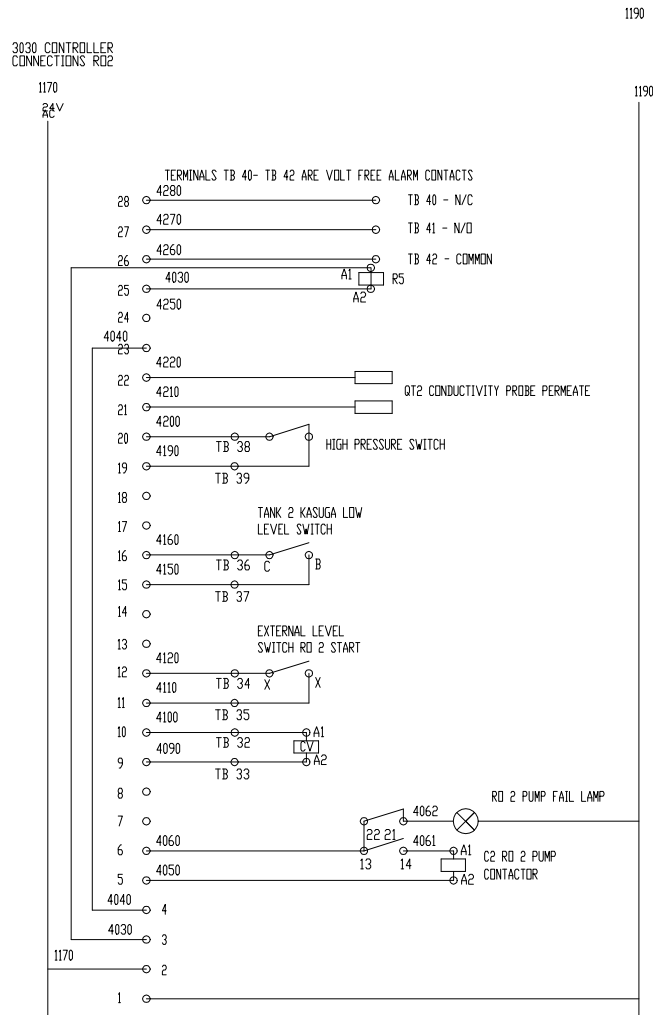 1190
3030 CONTROLLER
CONNECTIONS RO2
1170
1190
24V
AC
TERMINALS TB 40- TB 42 ARE VOLT FREE ALARM CONTACTS
28 4280 TB 40 - N/C
27 4270 TB 41 - N/O
26 4260 TB 42 - COMMON
A1 R5
25 4030
A2
24 4250
4040
23
22 4220
QT2 CONDUCTIVITY PROBE PERMEATE
21 4210
20 4200 TB 38
HIGH PRESSURE SWITCH
19 4190 TB 39
18
17
TANK 2 KASUGA LOW
LEVEL SWITCH
16 4160 TB 36 C B
15 4150 TB 37
14
13
EXTERNAL LEVEL
SWITCH RO 2 START
12 4120 TB 34 X X
11 4110 TB 35
10 4100 TB 32 A1
CV
9 4090 TB 33 A2
8
RO 2 PUMP FAIL LAMP
7 4062
22 21
6 4060 4061 A1
13 14
C2 RO 2 PUMP
CONTACTOR
5 4050 A2
4040 4
4030 3
1170 2
1